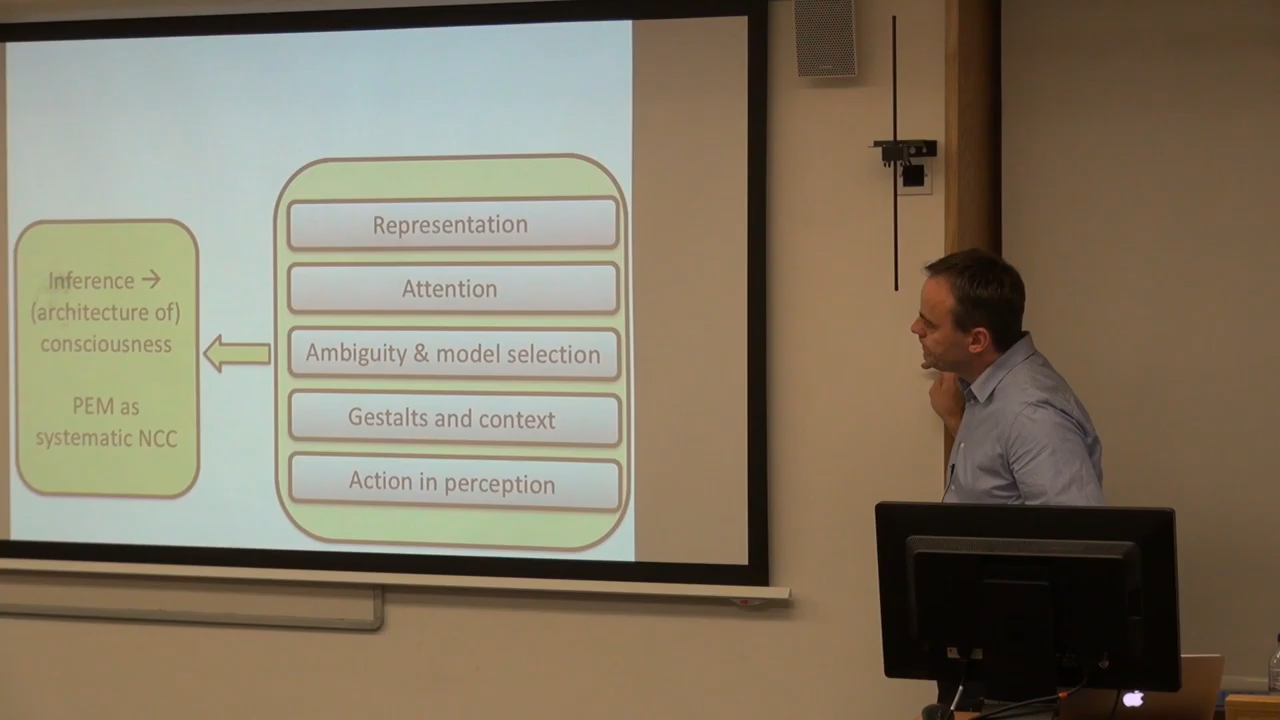 Inference →
(architecture of)
consciousness
PEM as
systematic NCC
Representation
Attention
Ambiguity & model selection
Gestalts and context
Action in perception